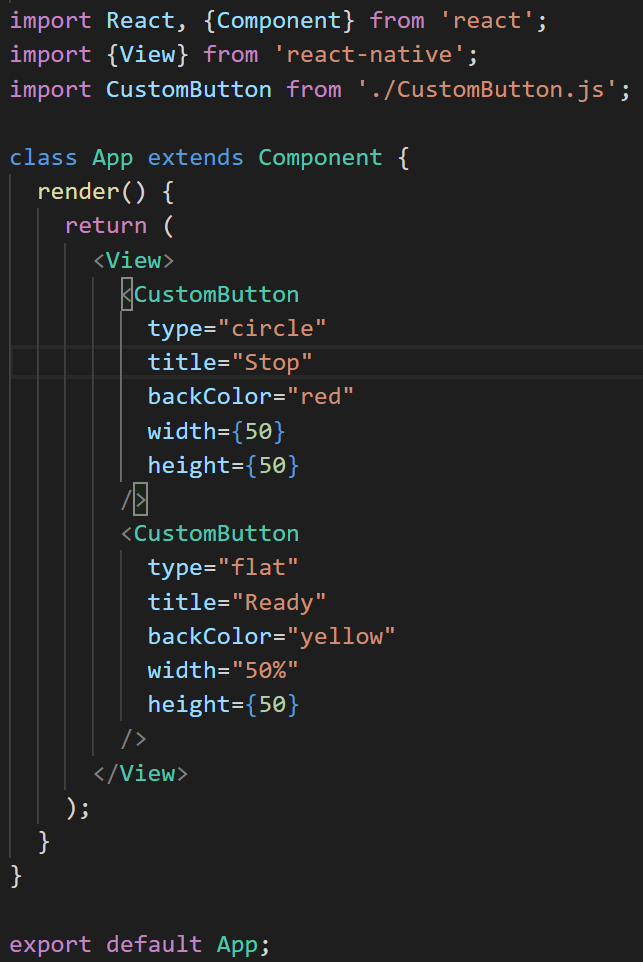 import React, {Component} from 'react';
import {View} from 'react-native';
import CustomButton from './CustomButton.js';

class App extends Component {
  render() {
    return (
      <View>
        <CustomButton
          type="circle"
          title="Stop"
          backColor="red"
          width={50}
          height={50}
        />
        <CustomButton
          type="flat"
          title="Ready"
          backColor="yellow"
          width="50%"
          height={50}
        />
      </View>
    );
  }
}

export default App;